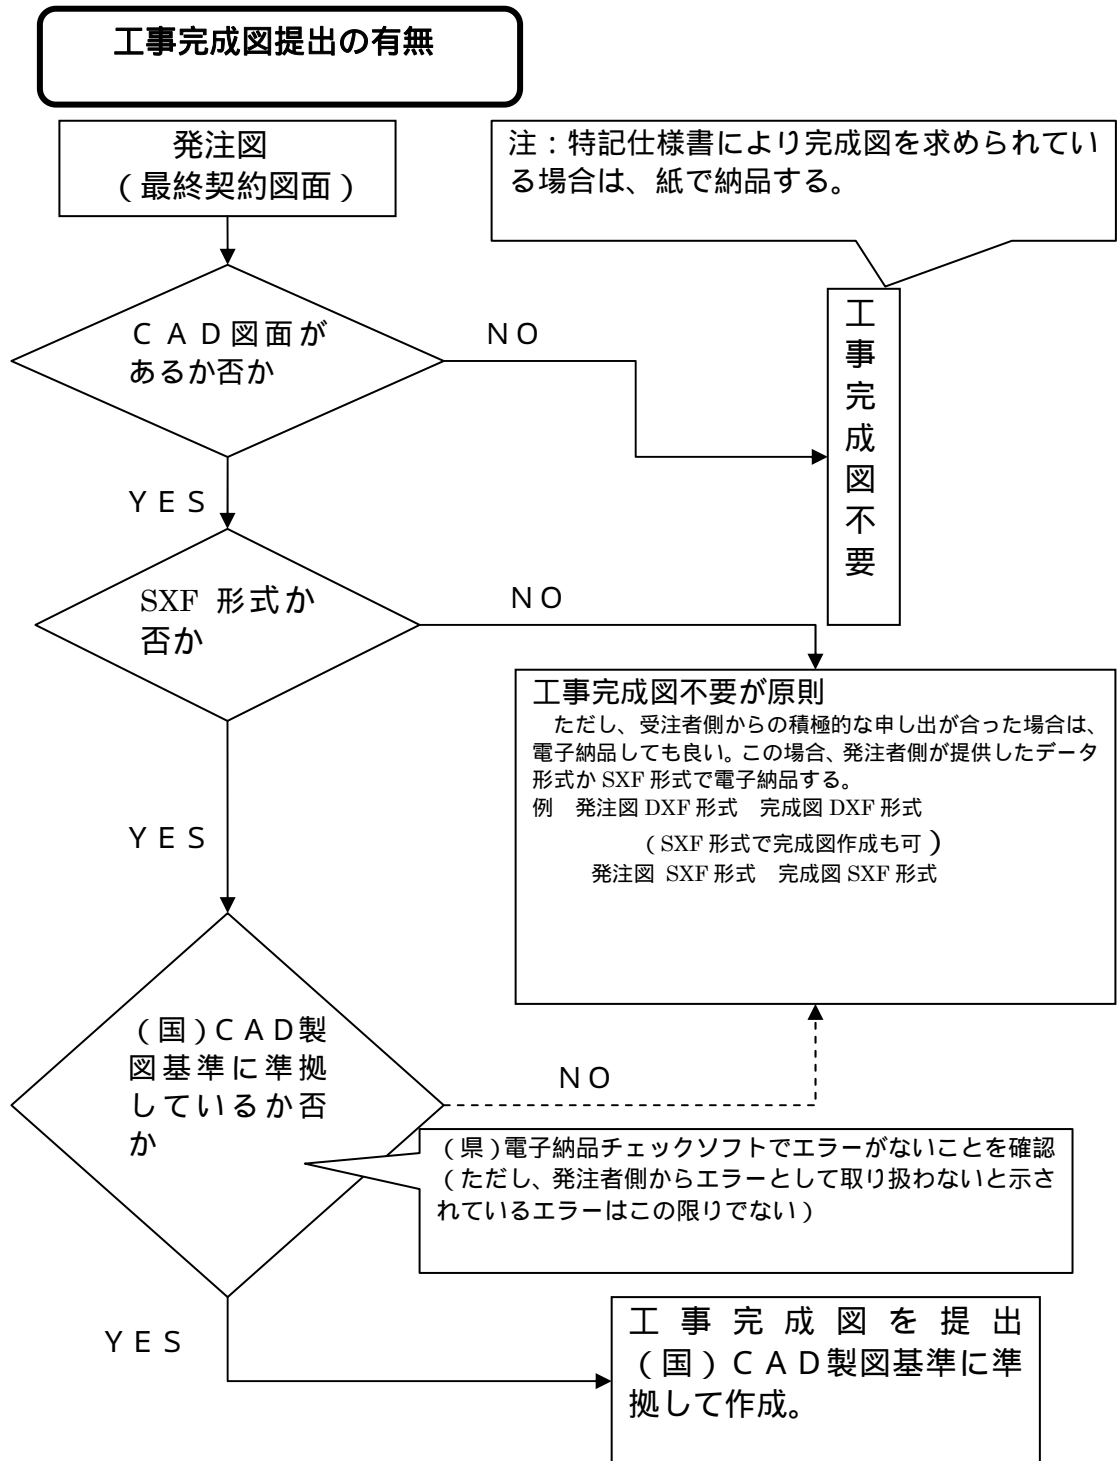 工事完成図提出の有無
発注図
（最終契約図面）
注：特記仕様書により完成図を求められてい
る場合は、紙で納品する。
ＣＡＤ図面が
あるか否か
ＮＯ
工事完成図不要
ＹＥＳ
SXF 形式か
否か
ＮＯ
工事完成図不要が原則
　ただし、受注者側からの積極的な申し出が合った場合は、
電子納品しても良い。この場合、発注者側が提供したデータ
形式か SXF 形式で電子納品する。
例　発注図 DXF 形式　完成図 DXF 形式
（SXF 形式で完成図作成も可）
発注図 SXF 形式　完成図 SXF 形式
ＹＥＳ
（国）ＣＡＤ製
図基準に準拠
しているか否
か
ＮＯ
（県）電子納品チェックソフトでエラーがないことを確認
（ただし、発注者側からエラーとして取り扱わないと示さ
れているエラーはこの限りでない）
ＹＥＳ
工事完成図を提出
（国）ＣＡＤ製図基準に準
拠して作成。